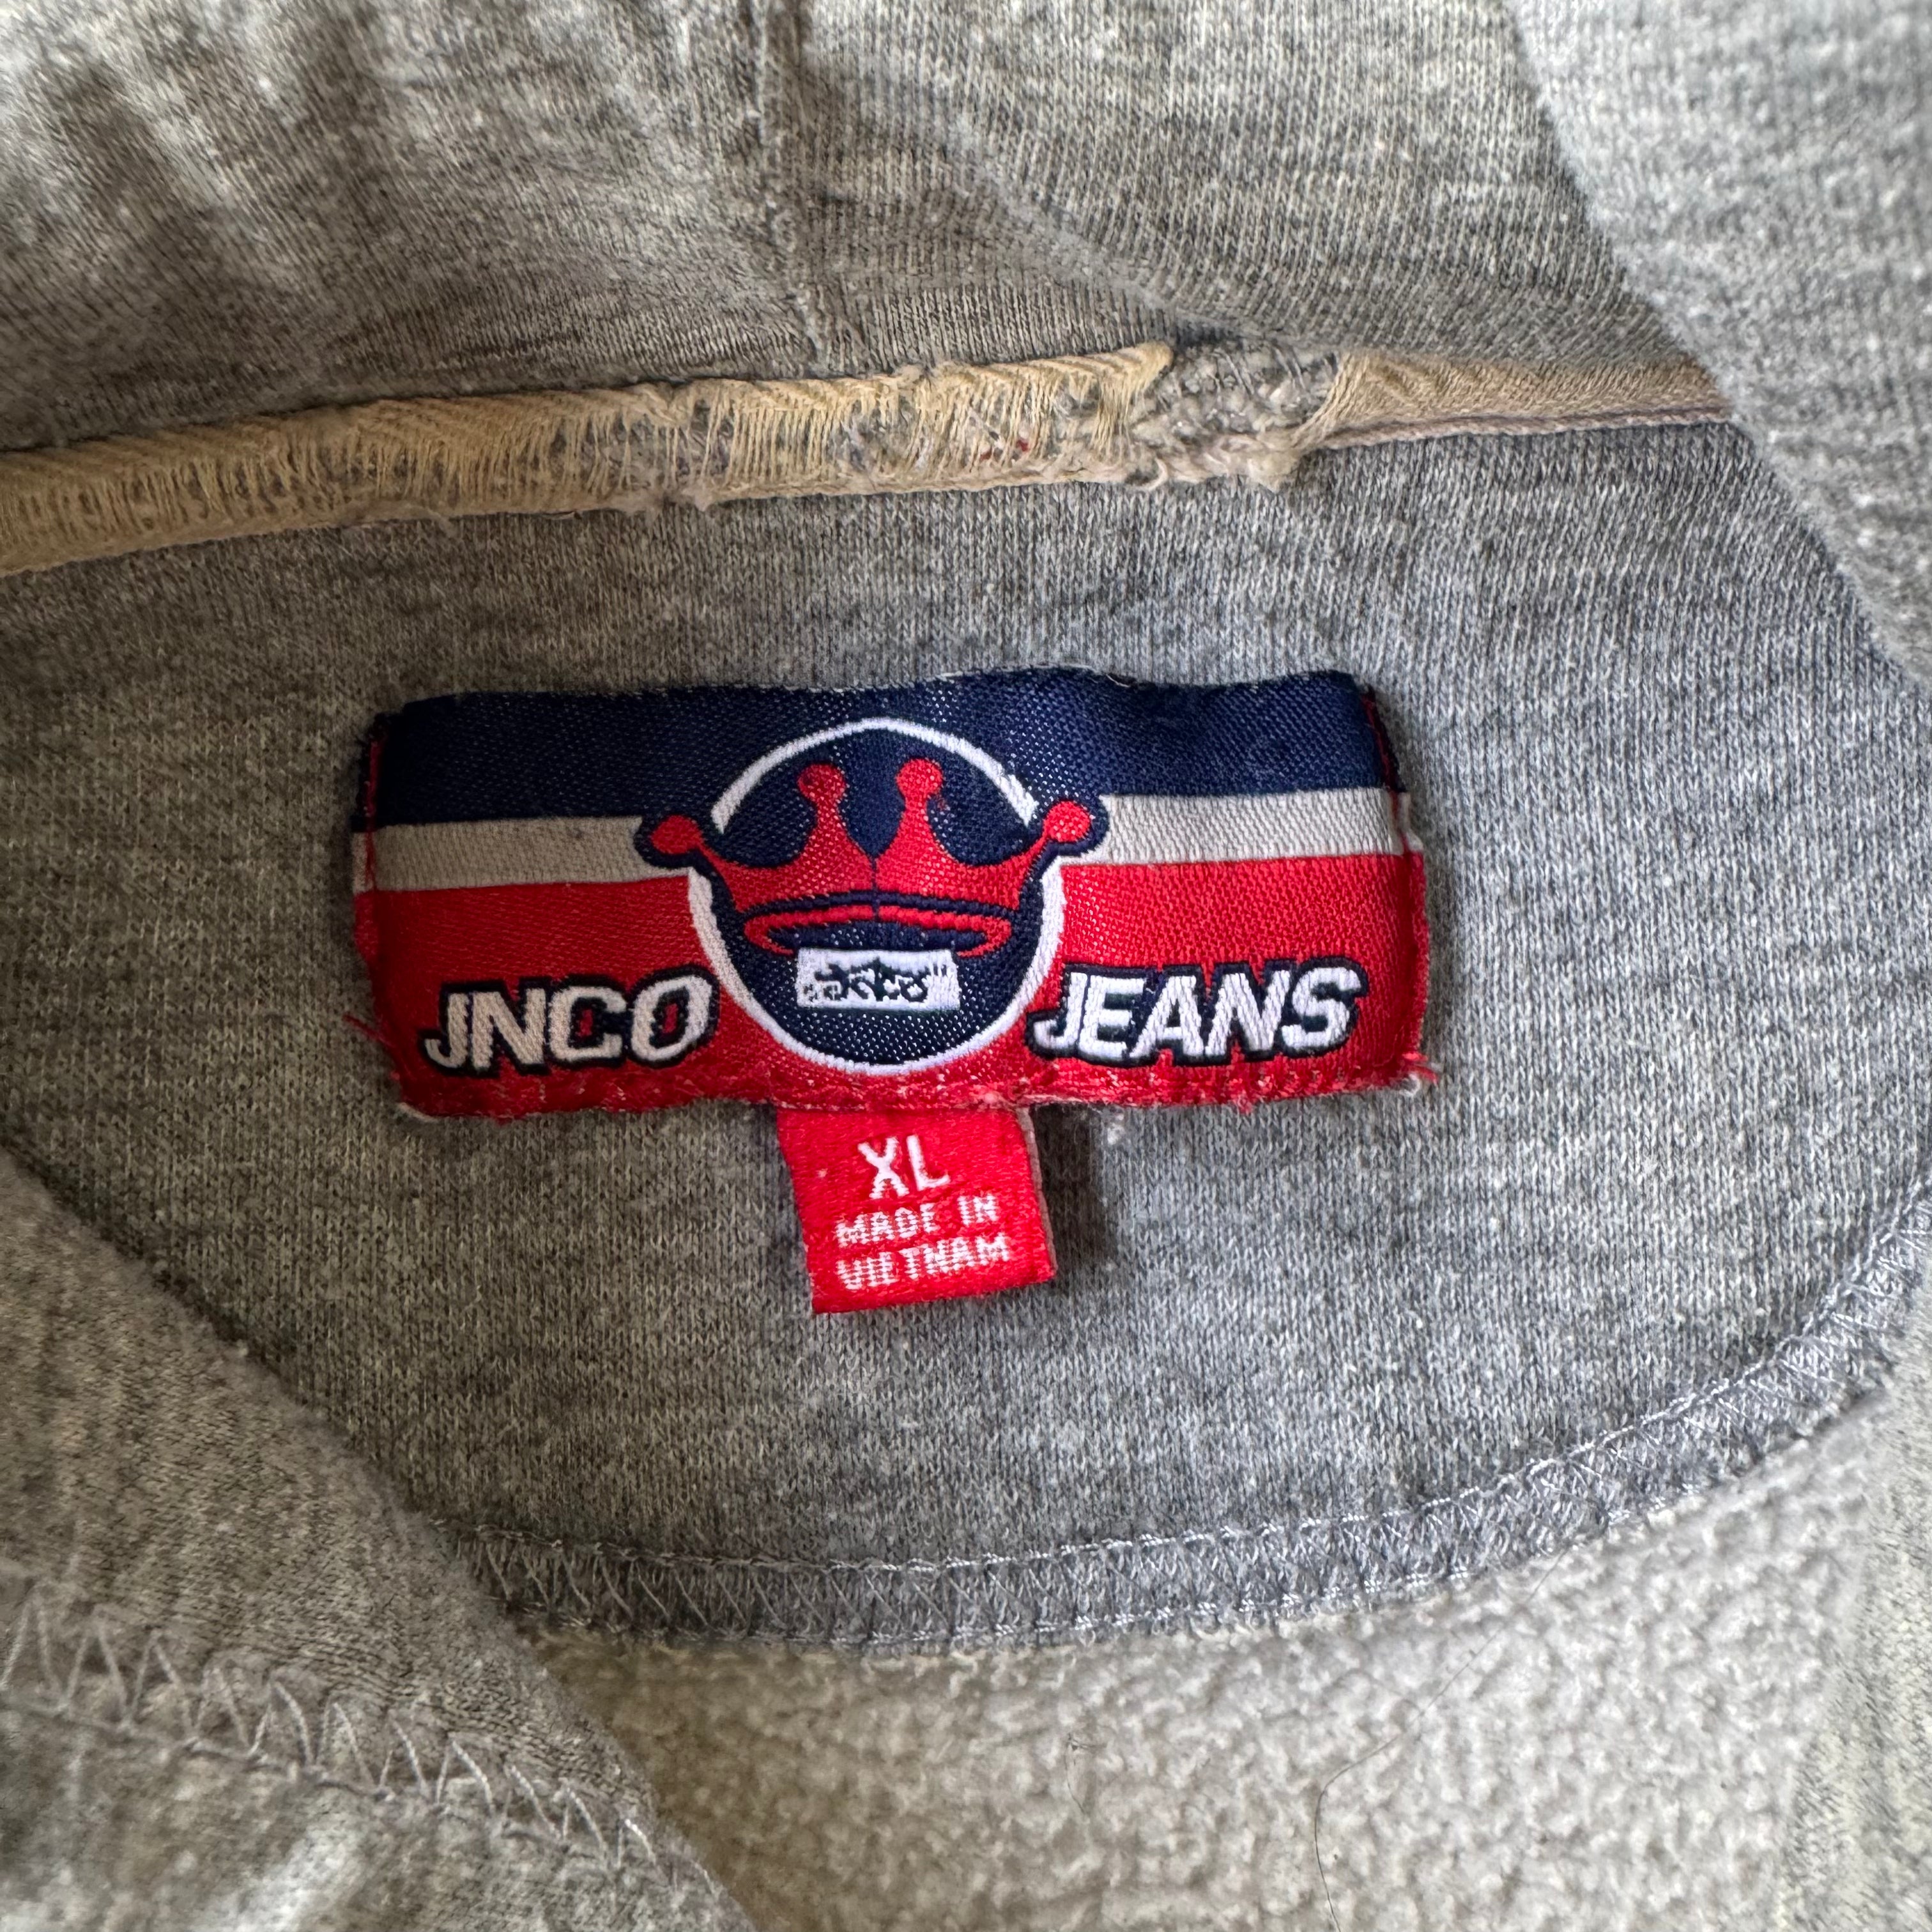 JNCO JEANS
XL
MADE IN
VIETNAM